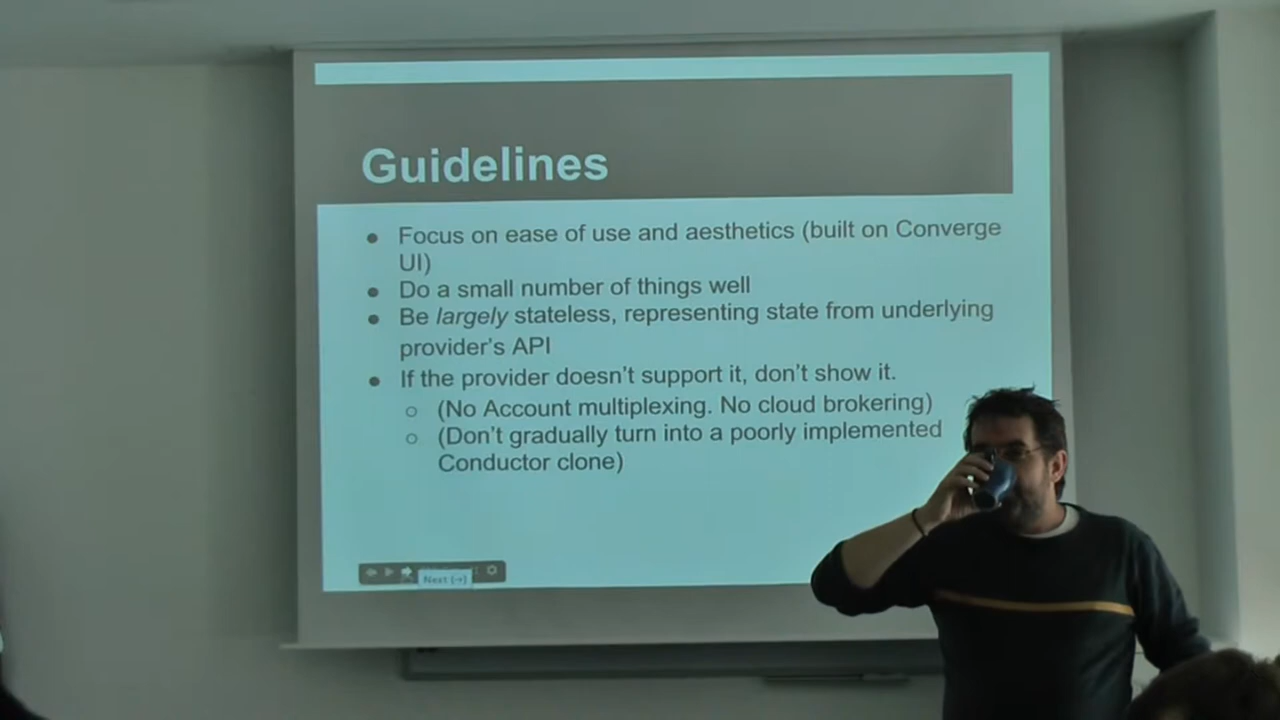 Guidelines
● Focus on ease of use and aesthetics (built on Converge
UI)
● Do a small number of things well
● Be largely stateless, representing state from underlying
provider's API
● If the provider doesn't support it, don't show it.
○ (No Account multiplexing. No cloud brokering)
○ (Don't gradually turn into a poorly implemented
Conductor clone)
Next (→)